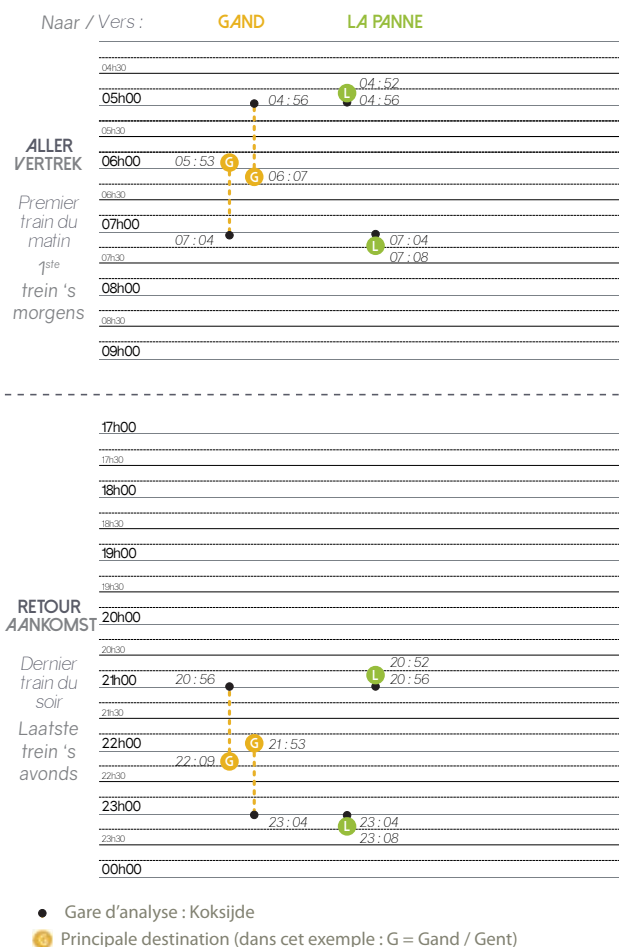 Naar / Vers :
GAND
LA PANNE
04h30
04 : 52
05h00
04 : 56
04 : 56
05h30
ALLER
VERTREK
06h00
05 : 53
G
G
06 : 07
06h30
Premier
train du
matin
1ste
trein ‘s
morgens
07h00
07 : 04
07 : 04
07 : 08
07h30
08h00
08h30
09h00
L
L
17h00
17h30
18h00
18h30
19h00
19h30
RETOUR
AANKOMST
20h00
20h30
Dernier
train du
soir
Laatste
trein ‘s
avonds
20 : 52
21h00
20 : 56
20 : 56
L
21h30
22h00
G
21 : 53
22 : 09
G
22h30
23h00
23 : 04
L
23 : 04
23 : 08
23h30
00h00
Gare d'analyse : Koksijde
G Principale destination (dans cet exemple : G = Gand / Gent)